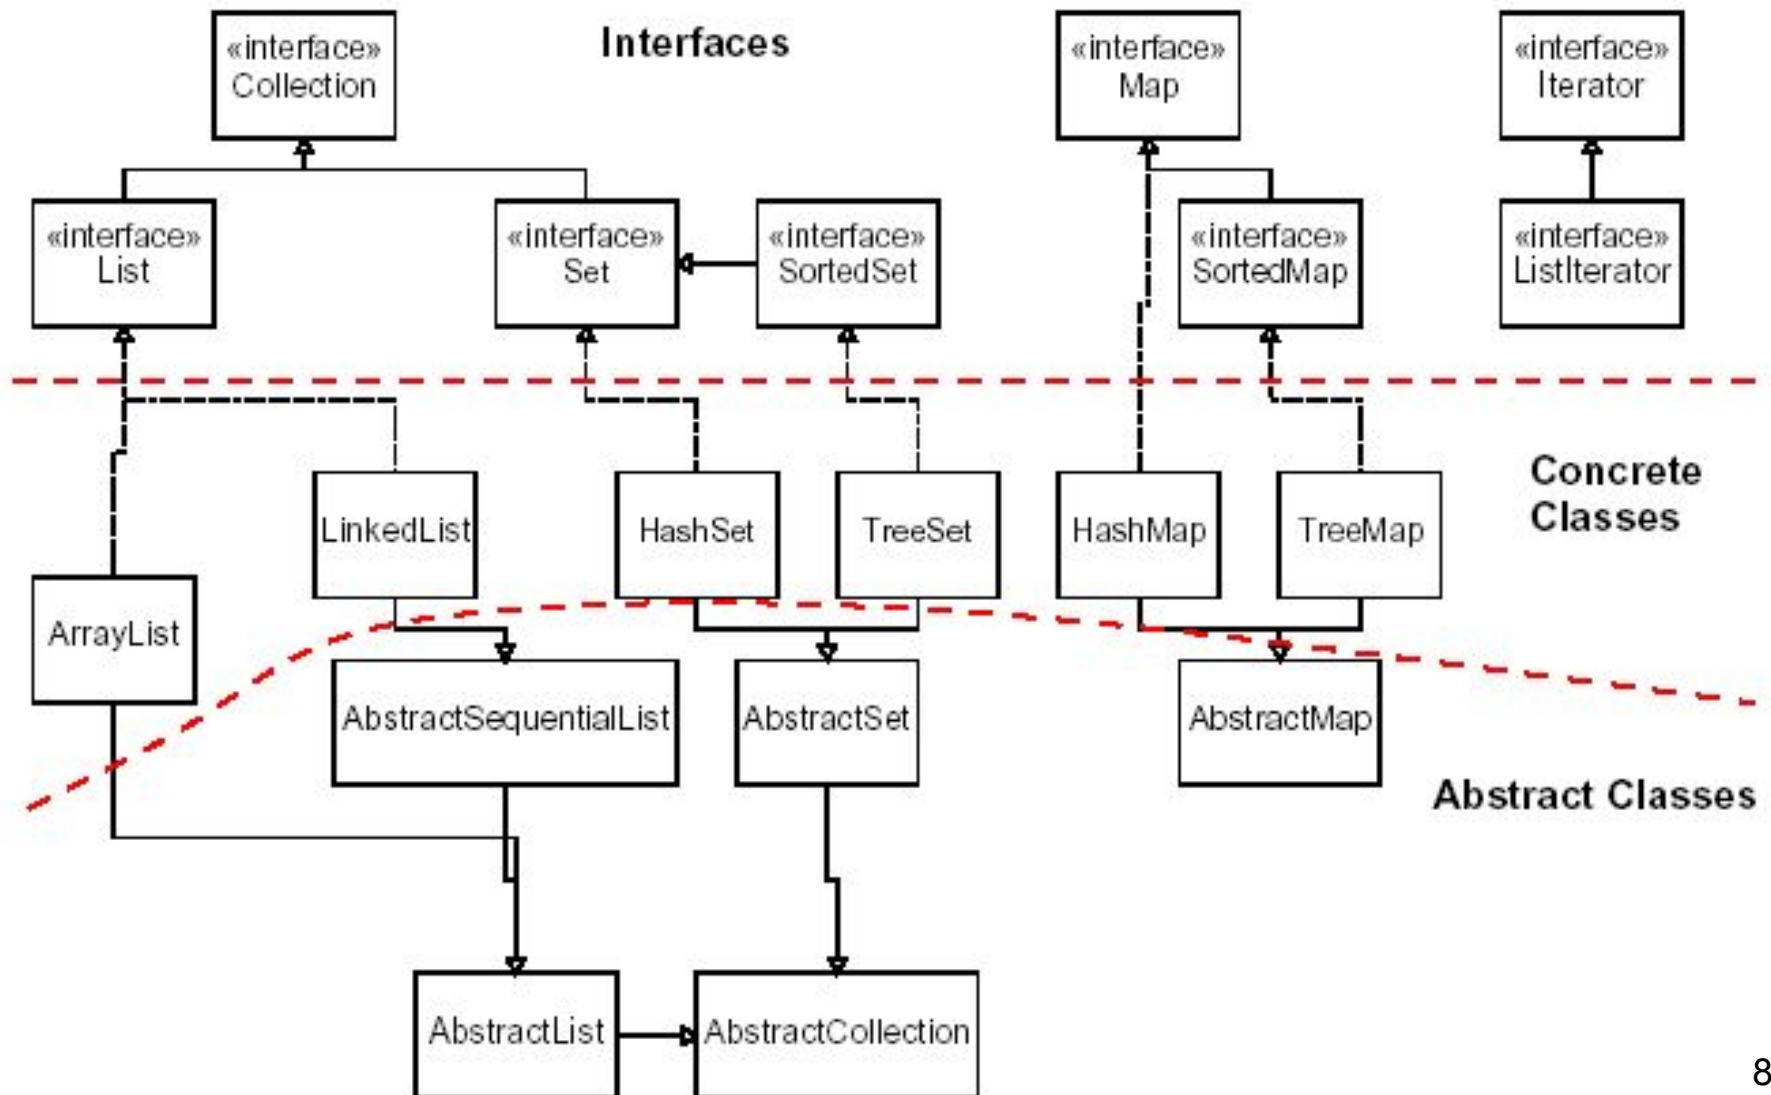 Interfaces
«interface»
Collection
«interface»
Map
«interface»
Iterator
«interface»
List
«interface»
Set
«interface»
SortedSet
«interface»
SortedMap
«interface»
ListIterator
Concrete
Classes
LinkedList
HashSet
TreeSet
HashMap
TreeMap
ArrayList
AbstractSequentialList
AbstractSet
AbstractMap
Abstract Classes
AbstractList
AbstractCollection
8